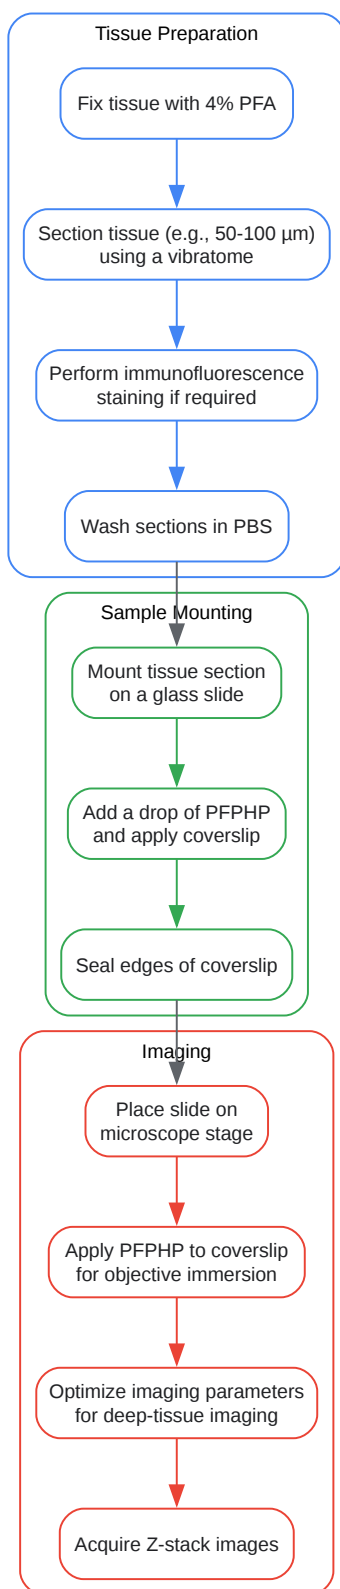 Tissue Preparation
Fix tissue with 4% PFA
Section tissue (e.g., 50-100 µm)
using a vibratome
Perform immunofluorescence
staining if required
Wash sections in PBS
Sample Mounting
Mount tissue section
on a glass slide
Add a drop of PFPHP
and apply coverslip
Seal edges of coverslip
Imaging
Place slide on
microscope stage
Apply PFPHP to coverslip
for objective immersion
Optimize imaging parameters
for deep-tissue imaging
Acquire Z-stack images